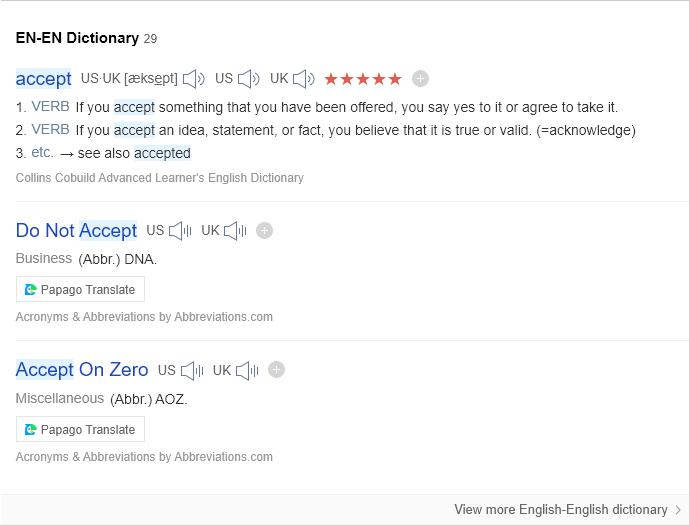 EN-EN Dictionary 29
accept US·UK [æksept] US UK ★★★★★
1. VERB If you accept something that you have been offered, you say yes to it or agree to take it.
2. VERB If you accept an idea, statement, or fact, you believe that it is true or valid. (=acknowledge)
3. etc. → see also accepted
Collins Cobuild Advanced Learner's English Dictionary
Do Not Accept US UK
Business (Abbr.) DNA.
Papago Translate
Acronyms & Abbreviations by Abbreviations.com
Accept On Zero US UK
Miscellaneous (Abbr.) AOZ.
Papago Translate
Acronyms & Abbreviations by Abbreviations.com
View more English-English dictionary >